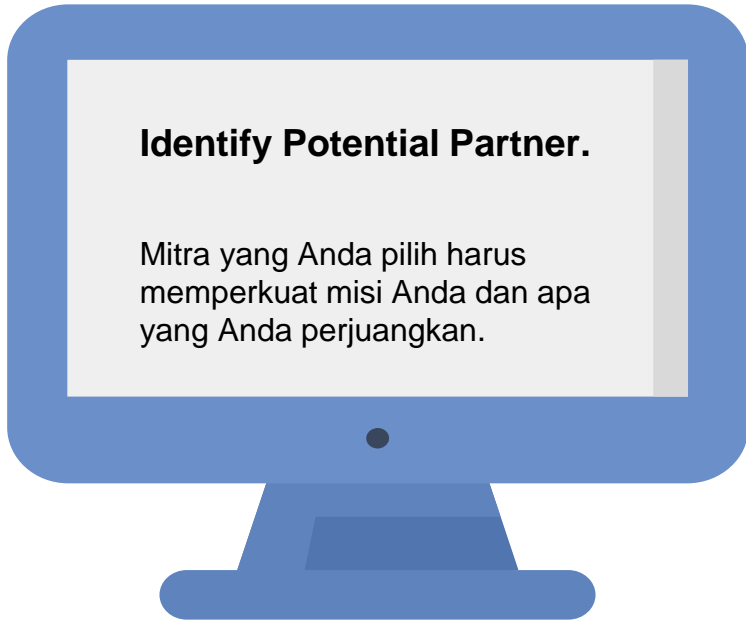 Identify Potential Partner.
Mitra yang Anda pilih harus
memperkuat misi Anda dan apa
yang Anda perjuangkan.